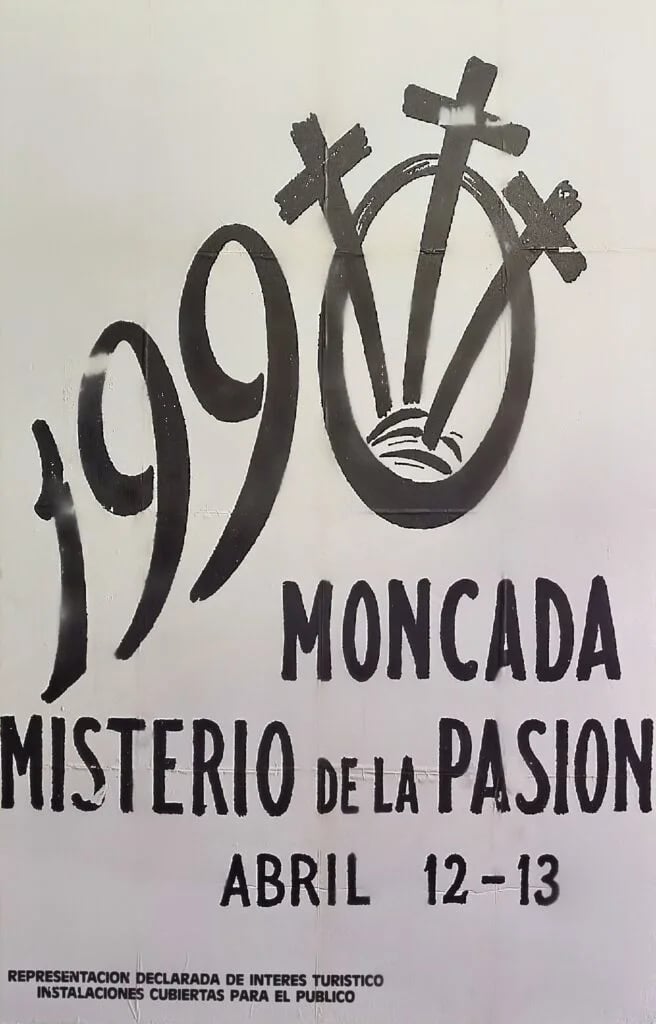 1990
MONCADA
MISTERIO DE LA PASION
ABRIL 12-13
REPRESENTACION DECLARADA DE INTERES TURISTICO
INSTALACIONES CUBIERTAS PARA EL PUBLICO